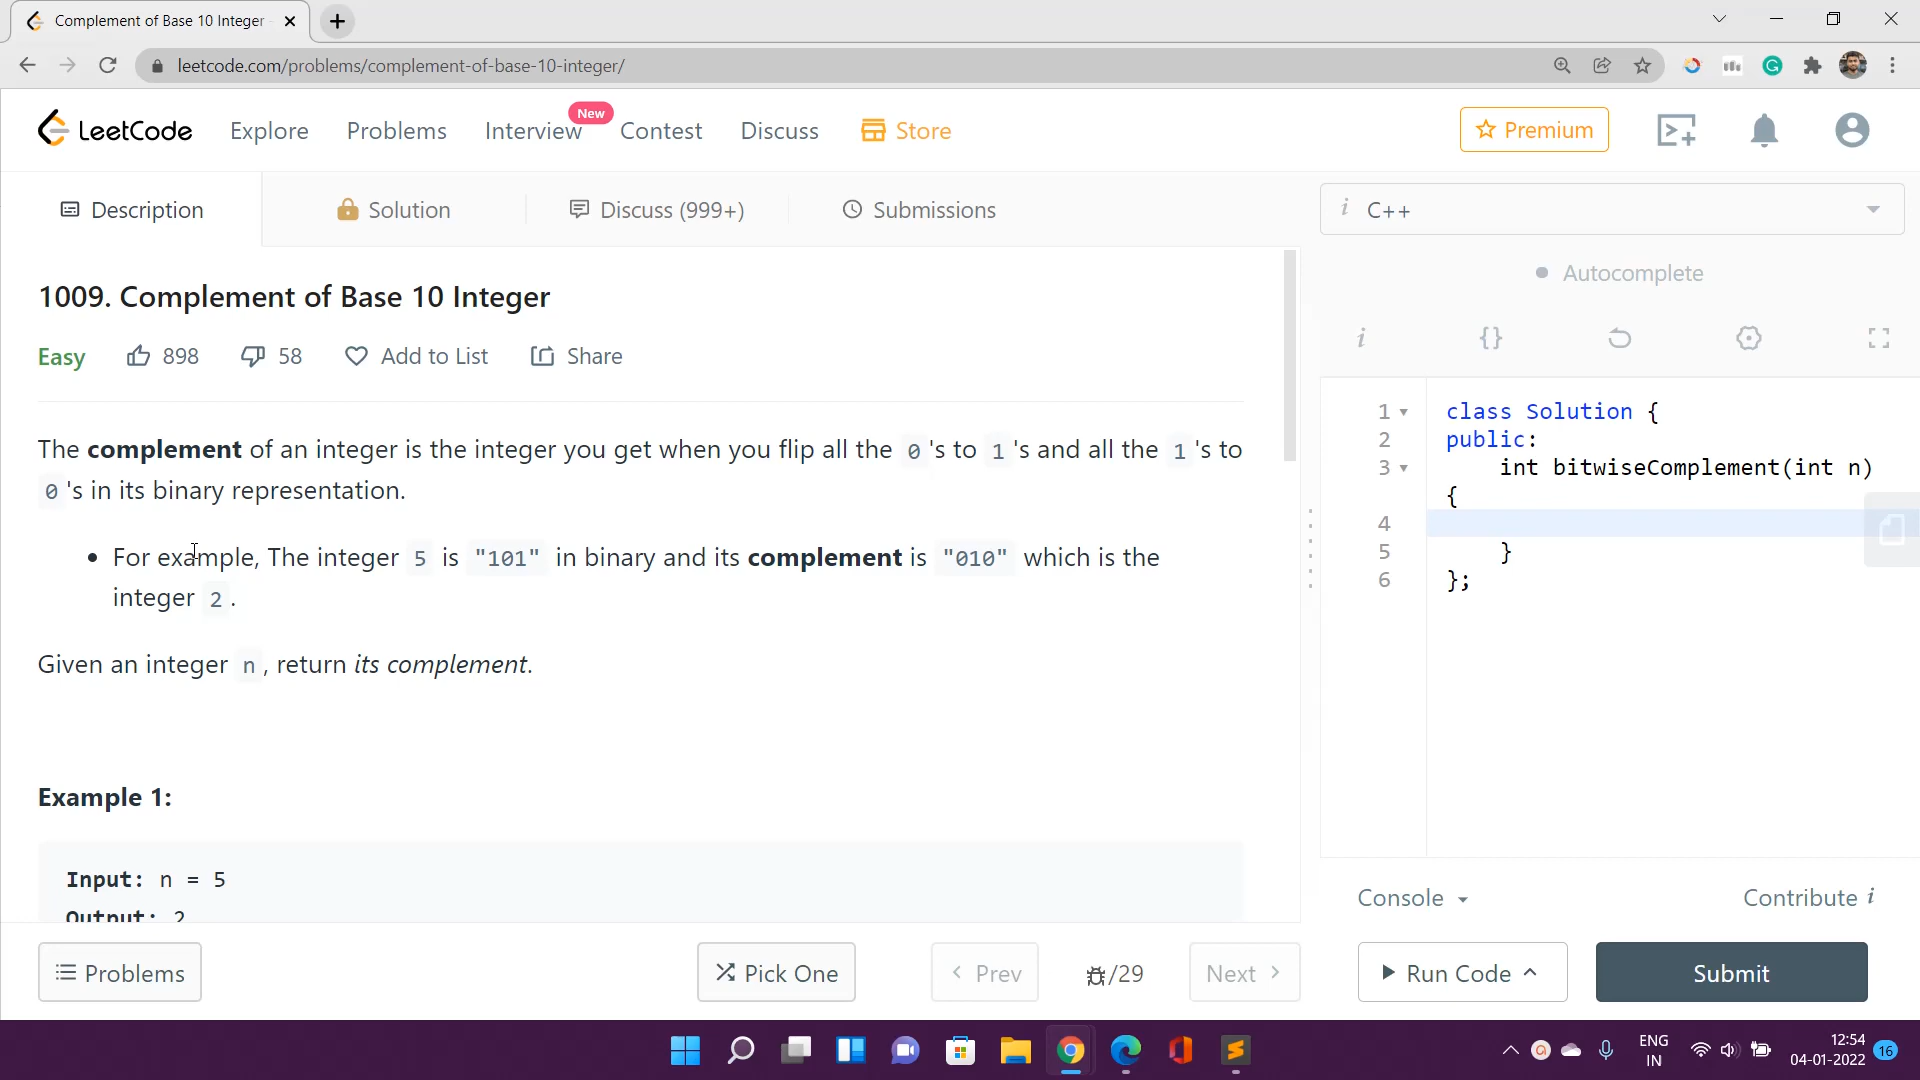 Complement of Base 10 Integer
leetcode.com/problems/complement-of-base-10-integer/
LeetCode Explore Problems Interview New Contest Discuss Store Premium
Description Solution Discuss (999+) Submissions
i C++
Autocomplete
1009. Complement of Base 10 Integer
i {}
Easy 898 58 Add to List Share
The complement of an integer is the integer you get when you flip all the 0's to 1's and all the 1's to
0's in its binary representation.
• For example, The integer 5 is "101" in binary and its complement is "010" which is the
integer 2.
Given an integer n, return its complement.
Example 1:
Input: n = 5
Output: 2
1 class Solution {
2 public:
3 int bitwiseComplement(int n)
{
4
5 }
6 };
Console Contribute i
Problems Pick One < Prev /29 Next > Run Code Submit
ENG
IN
12:54
04-01-2022
16